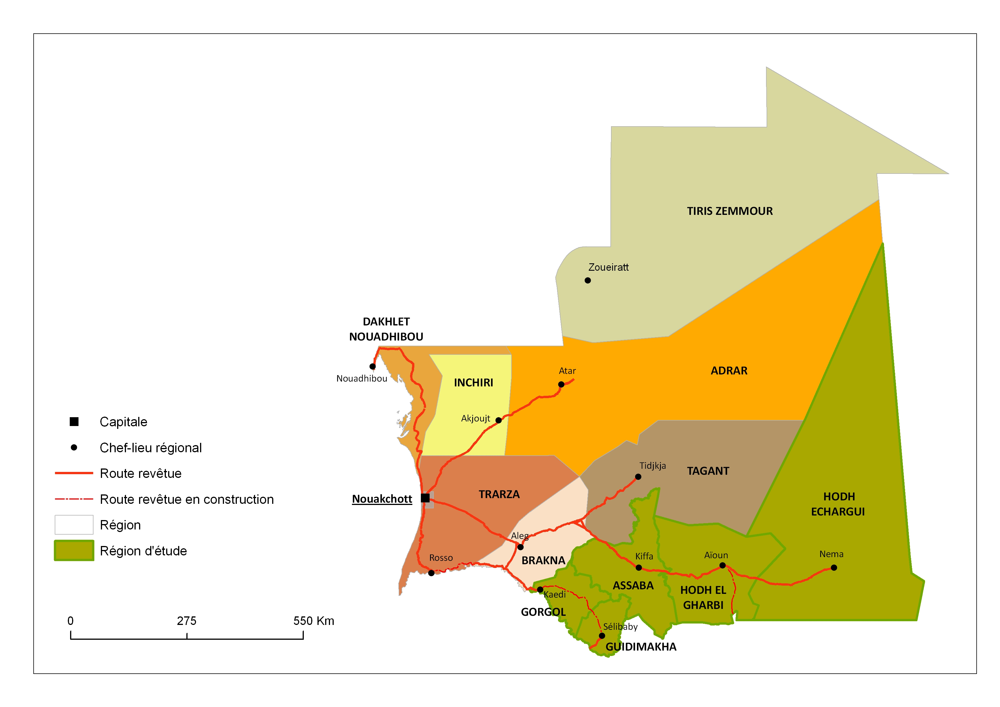 TIRIS ZEMMOUR
Zoueiratt
DAKHLET
NOUADHIBOU
Nouadhibou
INCHIRI
Atar
ADRAR
Akjoujt
Tidjkja
TAGANT
Nouakchott
TRARZA
HODH
ECHARGUI
Aleg
Rosso
BRAKNA
Kiffa
Aïoun
Nema
ASSABA
HODH EL
GHARBI
Kaedi
GORGOL
Sélibaby
GUIDIMAKHA
Capitale
Chef-lieu régional
Route revêtue
Route revêtue en construction
Région
Région d'étude
0 275 550 Km